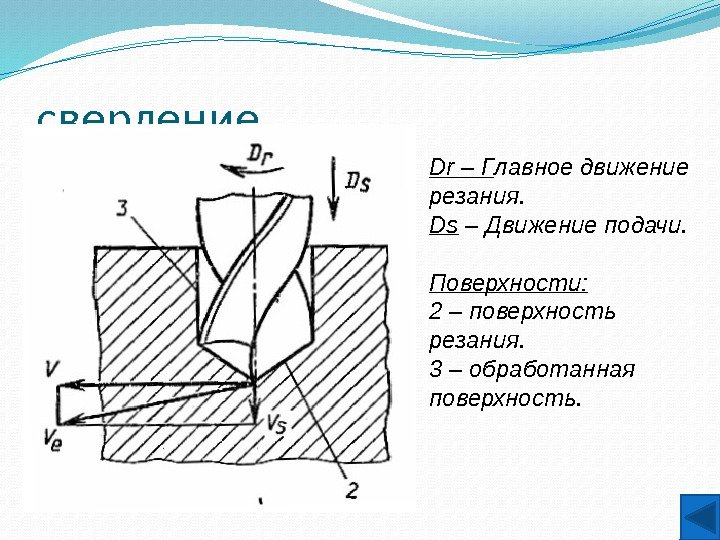 сверление
Dr
Ds
3
V
Ve
Vs
2
Dr – Главное движение
резания.
Ds – Движение подачи.
Поверхности:
2 – поверхность
резания.
3 – обработанная
поверхность.